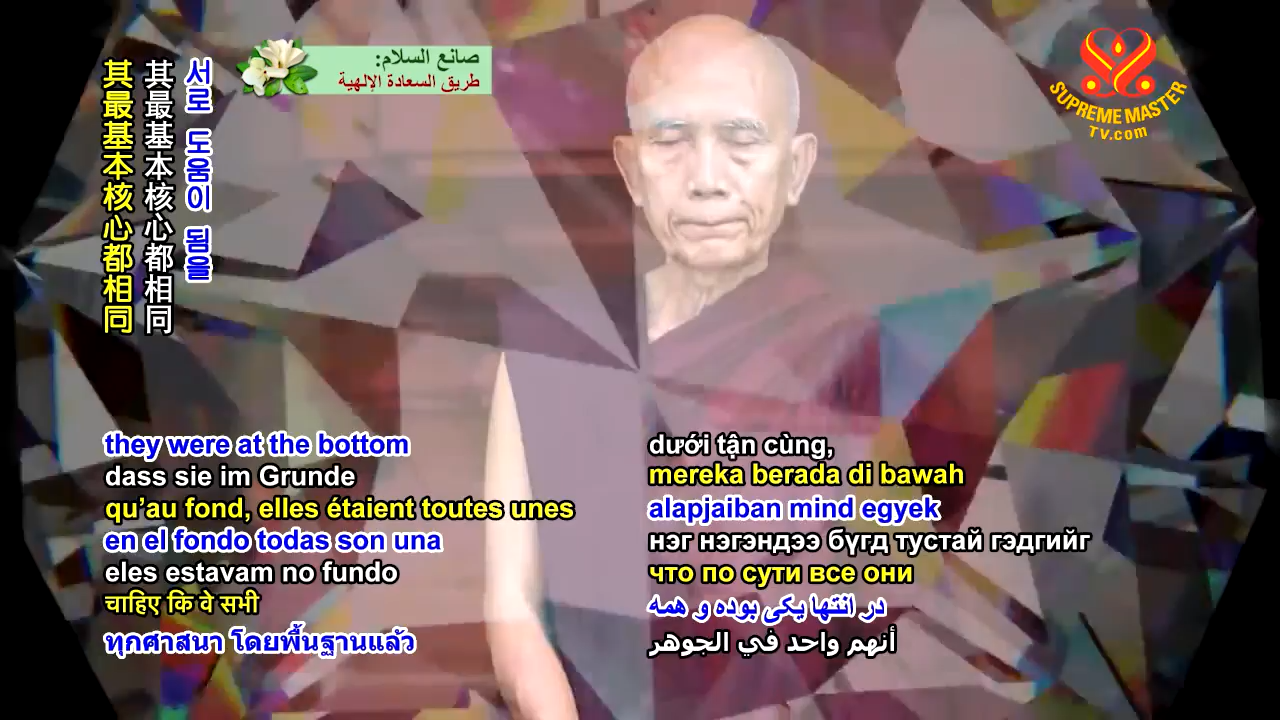 صانع السلام:
طريق السعادة الإلهية
SUPREME MASTER
TV.com
서로 도움이 됨을
其最基本核心都相同
其最基本核心都相同
they were at the bottom
dass sie im Grunde
qu’au fond, elles étaient toutes unes
en el fondo todas son una
eles estavam no fundo
चाहिए कि वे सभी
ทุกศาสนา โดยพื้นฐานแล้ว
dưới tận cùng,
mereka berada di bawah
alapjaiban mind egyek
нэг нэгэндээ бүгд тустай гэдгийг
что по сути все они
در انتها یکی بوده و همه
أنهم واحد في الجوهر